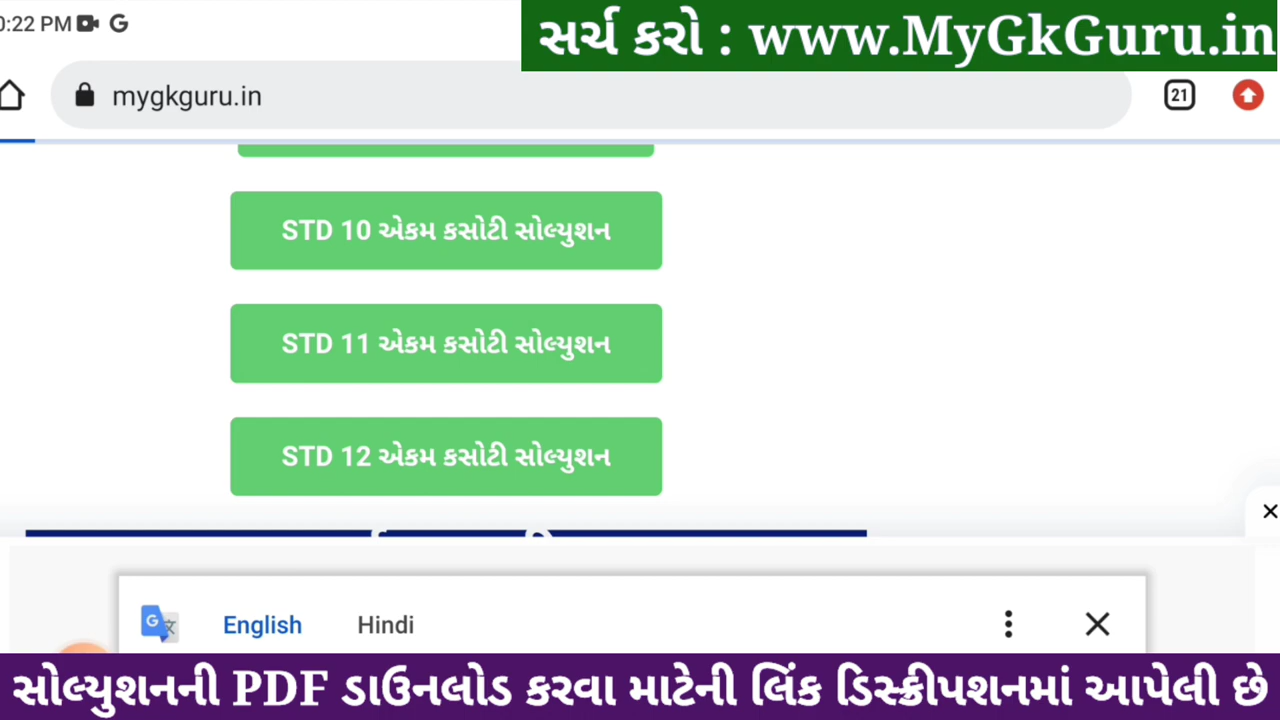 0:22 PM
સર્ચ કરો : www.MyGkGuru.in
mygkguru.in
21
STD 10 એકમ કસોટી સોલ્યુશન
STD 11 એકમ કસોટી સોલ્યુશન
STD 12 એકમ કસોટી સોલ્યુશન
English Hindi
સોલ્યુશનની PDF ડાઉનલોડ કરવા માટેની લિંક ડિસ્ક્રીપશનમાં આપેલી છે